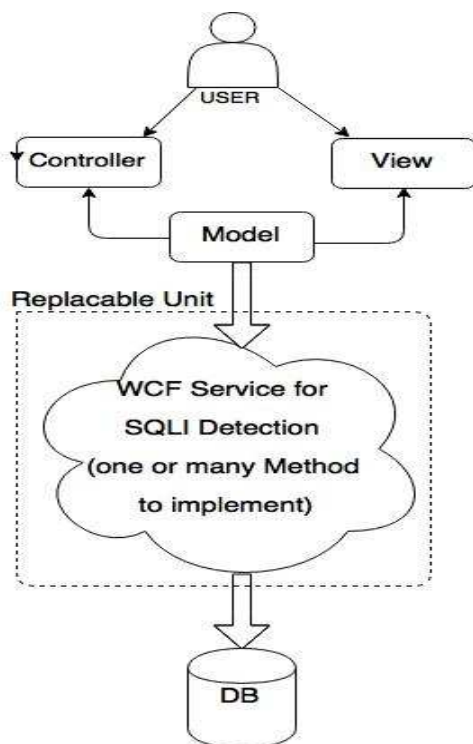 USER
Controller
View
Model
Replacable Unit
WCF Service for
SQLI Detection
(one or many Method
to implement)
DB